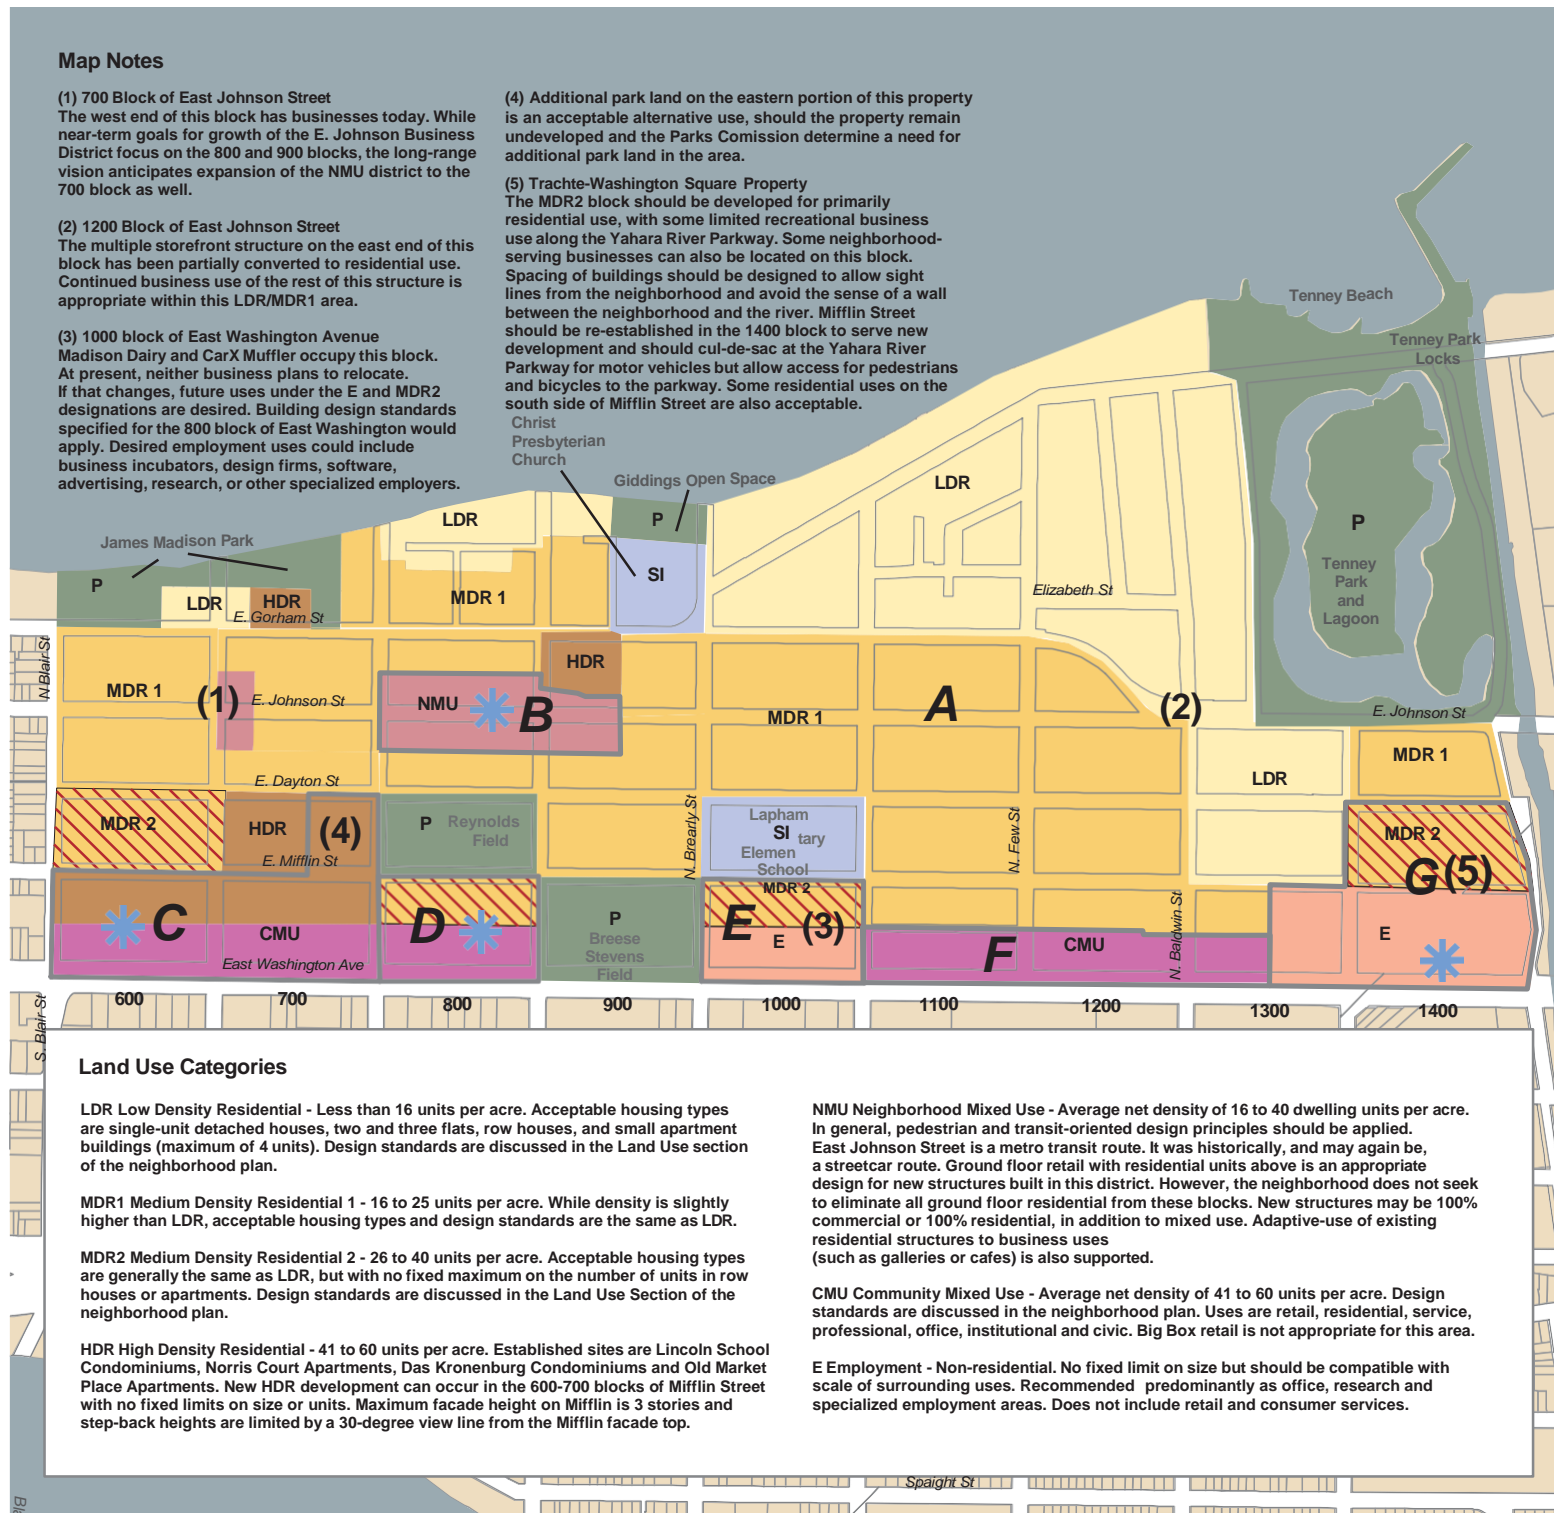 Map Notes
(1) 700 Block of East Johnson Street
The west end of this block has businesses today. While
near-term goals for growth of the E. Johnson Business
District focus on the 800 and 900 blocks, the long-range
vision anticipates expansion of the NMU district to the
700 block as well.
(2) 1200 Block of East Johnson Street
The multiple storefront structure on the east end of this
block has been partially converted to residential use.
Continued business use of the rest of this structure is
appropriate within this LDR/MDR1 area.
(3) 1000 block of East Washington Avenue
Madison Dairy and CarX Muffler occupy this block.
At present, neither business plans to relocate.
If that changes, future uses under the E and MDR2
designations are desired. Building design standards
specified for the 800 block of East Washington would
apply. Desired employment uses could include
business incubators, design firms, software,
advertising, research, or other specialized employers.
(4) Additional park land on the eastern portion of this property
is an acceptable alternative use, should the property remain
undeveloped and the Parks Comission determine a need for
additional park land in the area.
(5) Trachte-Washington Square Property
The MDR2 block should be developed for primarily
residential use, with some limited recreational business
use along the Yahara River Parkway. Some neighborhood-
serving businesses can also be located on this block.
Spacing of buildings should be designed to allow sight
lines from the neighborhood and avoid the sense of a wall
between the neighborhood and the river. Mifflin Street
should be re-established in the 1400 block to serve new
development and should cul-de-sac at the Yahara River
Parkway for motor vehicles but allow access for pedestrians
and bicycles to the parkway. Some residential uses on the
south side of Mifflin Street are also acceptable.
Christ
Presbyterian
Church
Giddings Open Space
Tenney Beach
Tenney Park
Locks
James Madison Park
P
LDR
HDR
E. Gorham St
LDR
MDR 1
P
SI
LDR
Elizabeth St
P
Tenney
Park
and
Lagoon
N Blair St
MDR 1
(1)
E. Johnson St
NMU
B
HDR
MDR 1
A
(2)
E. Johnson St
E. Dayton St
LDR
MDR 1
MDR 2
HDR
(4)
E. Mifflin St
P
Reynolds
Field
N. Brearly St
Lapham
SI
Elemen
tary
School
N. Few St
MDR 2
G
(5)
C
CMU
East Washington Ave
D
P
Breese
Stevens
Field
MDR 2
E
E
(3)
F
CMU
N. Baldwin St
E
S. Blair St
600
700
800
900
1000
1100
1200
1300
1400
Land Use Categories
LDR Low Density Residential - Less than 16 units per acre. Acceptable housing types
are single-unit detached houses, two and three flats, row houses, and small apartment
buildings (maximum of 4 units). Design standards are discussed in the Land Use section
of the neighborhood plan.
MDR1 Medium Density Residential 1 - 16 to 25 units per acre. While density is slightly
higher than LDR, acceptable housing types and design standards are the same as LDR.
MDR2 Medium Density Residential 2 - 26 to 40 units per acre. Acceptable housing types
are generally the same as LDR, but with no fixed maximum on the number of units in row
houses or apartments. Design standards are discussed in the Land Use Section of the
neighborhood plan.
HDR High Density Residential - 41 to 60 units per acre. Established sites are Lincoln School
Condominiums, Norris Court Apartments, Das Kronenburg Condominiums and Old Market
Place Apartments. New HDR development can occur in the 600-700 blocks of Mifflin Street
with no fixed limits on size or units. Maximum facade height on Mifflin is 3 stories and
step-back heights are limited by a 30-degree view line from the Mifflin facade top.
NMU Neighborhood Mixed Use - Average net density of 16 to 40 dwelling units per acre.
In general, pedestrian and transit-oriented design principles should be applied.
East Johnson Street is a metro transit route. It was historically, and may again be,
a streetcar route. Ground floor retail with residential units above is an appropriate
design for new structures built in this district. However, the neighborhood does not seek
to eliminate all ground floor residential from these blocks. New structures may be 100%
commercial or 100% residential, in addition to mixed use. Adaptive-use of existing
residential structures to business uses
(such as galleries or cafes) is also supported.
CMU Community Mixed Use - Average net density of 41 to 60 units per acre. Design
standards are discussed in the neighborhood plan. Uses are retail, residential, service,
professional, office, institutional and civic. Big Box retail is not appropriate for this area.
E Employment - Non-residential. No fixed limit on size but should be compatible with
scale of surrounding uses. Recommended predominantly as office, research and
specialized employment areas. Does not include retail and consumer services.
Spaight St